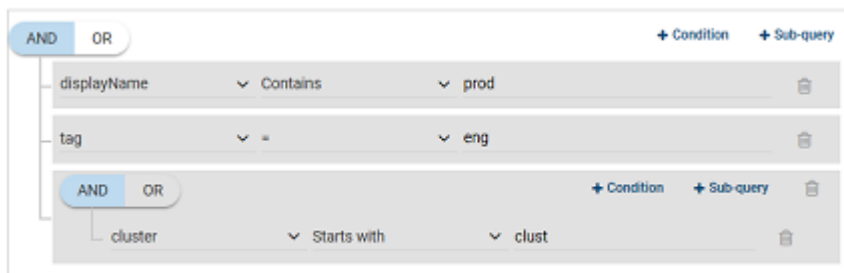 AND OR + Condition + Sub-query
displayName Contains prod
tag = eng
AND OR + Condition + Sub-query
cluster Starts with clust